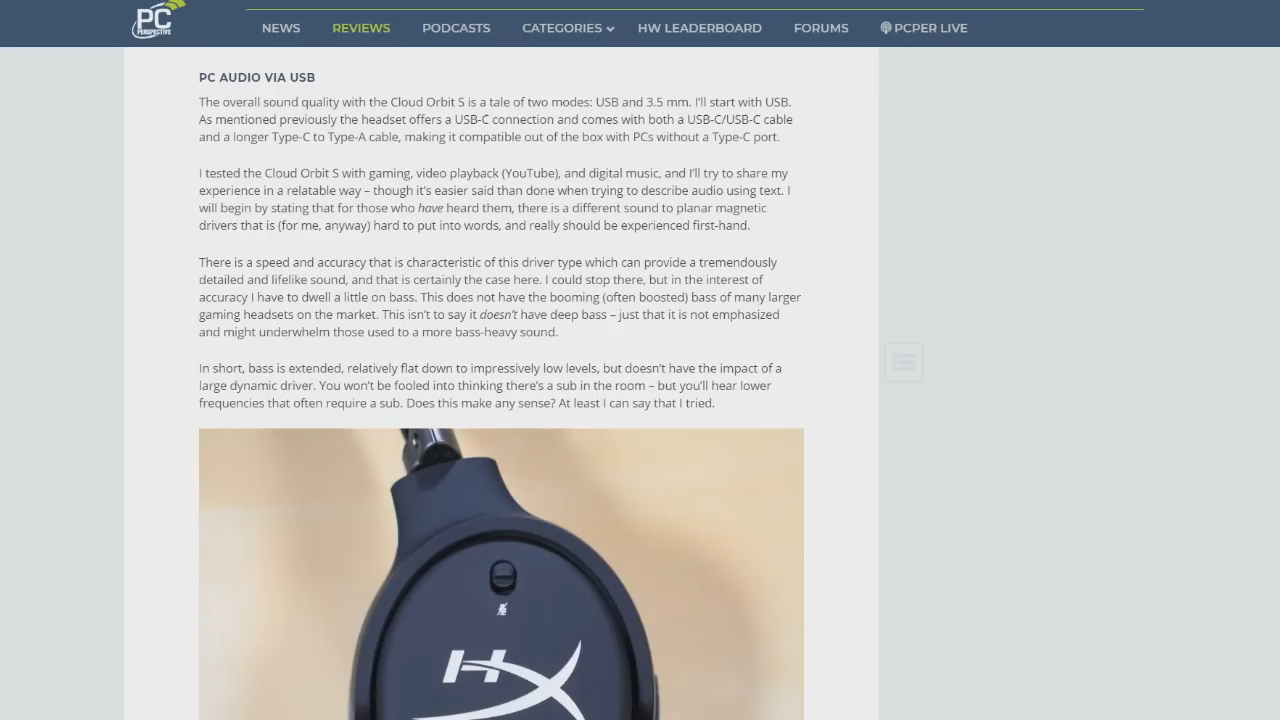 PC
PERSPECTIVE
NEWS REVIEWS PODCASTS CATEGORIES HW LEADERBOARD FORUMS PCPER LIVE
PC AUDIO VIA USB
The overall sound quality with the Cloud Orbit S is a tale of two modes: USB and 3.5 mm. I'll start with USB.
As mentioned previously the headset offers a USB-C connection and comes with both a USB-C/USB-C cable
and a longer Type-C to Type-A cable, making it compatible out of the box with PCs without a Type-C port.
I tested the Cloud Orbit S with gaming, video playback (YouTube), and digital music, and I'll try to share my
experience in a relatable way – though it's easier said than done when trying to describe audio using text. I
will begin by stating that for those who have heard them, there is a different sound to planar magnetic
drivers that is (for me, anyway) hard to put into words, and really should be experienced first-hand.
There is a speed and accuracy that is characteristic of this driver type which can provide a tremendously
detailed and lifelike sound, and that is certainly the case here. I could stop there, but in the interest of
accuracy I have to dwell a little on bass. This does not have the booming (often boosted) bass of many larger
gaming headsets on the market. This isn't to say it doesn't have deep bass – just that it is not emphasized
and might underwhelm those used to a more bass-heavy sound.
In short, bass is extended, relatively flat down to impressively low levels, but doesn't have the impact of a
large dynamic driver. You won't be fooled into thinking there's a sub in the room – but you'll hear lower
frequencies that often require a sub. Does this make any sense? At least I can say that I tried.
HX